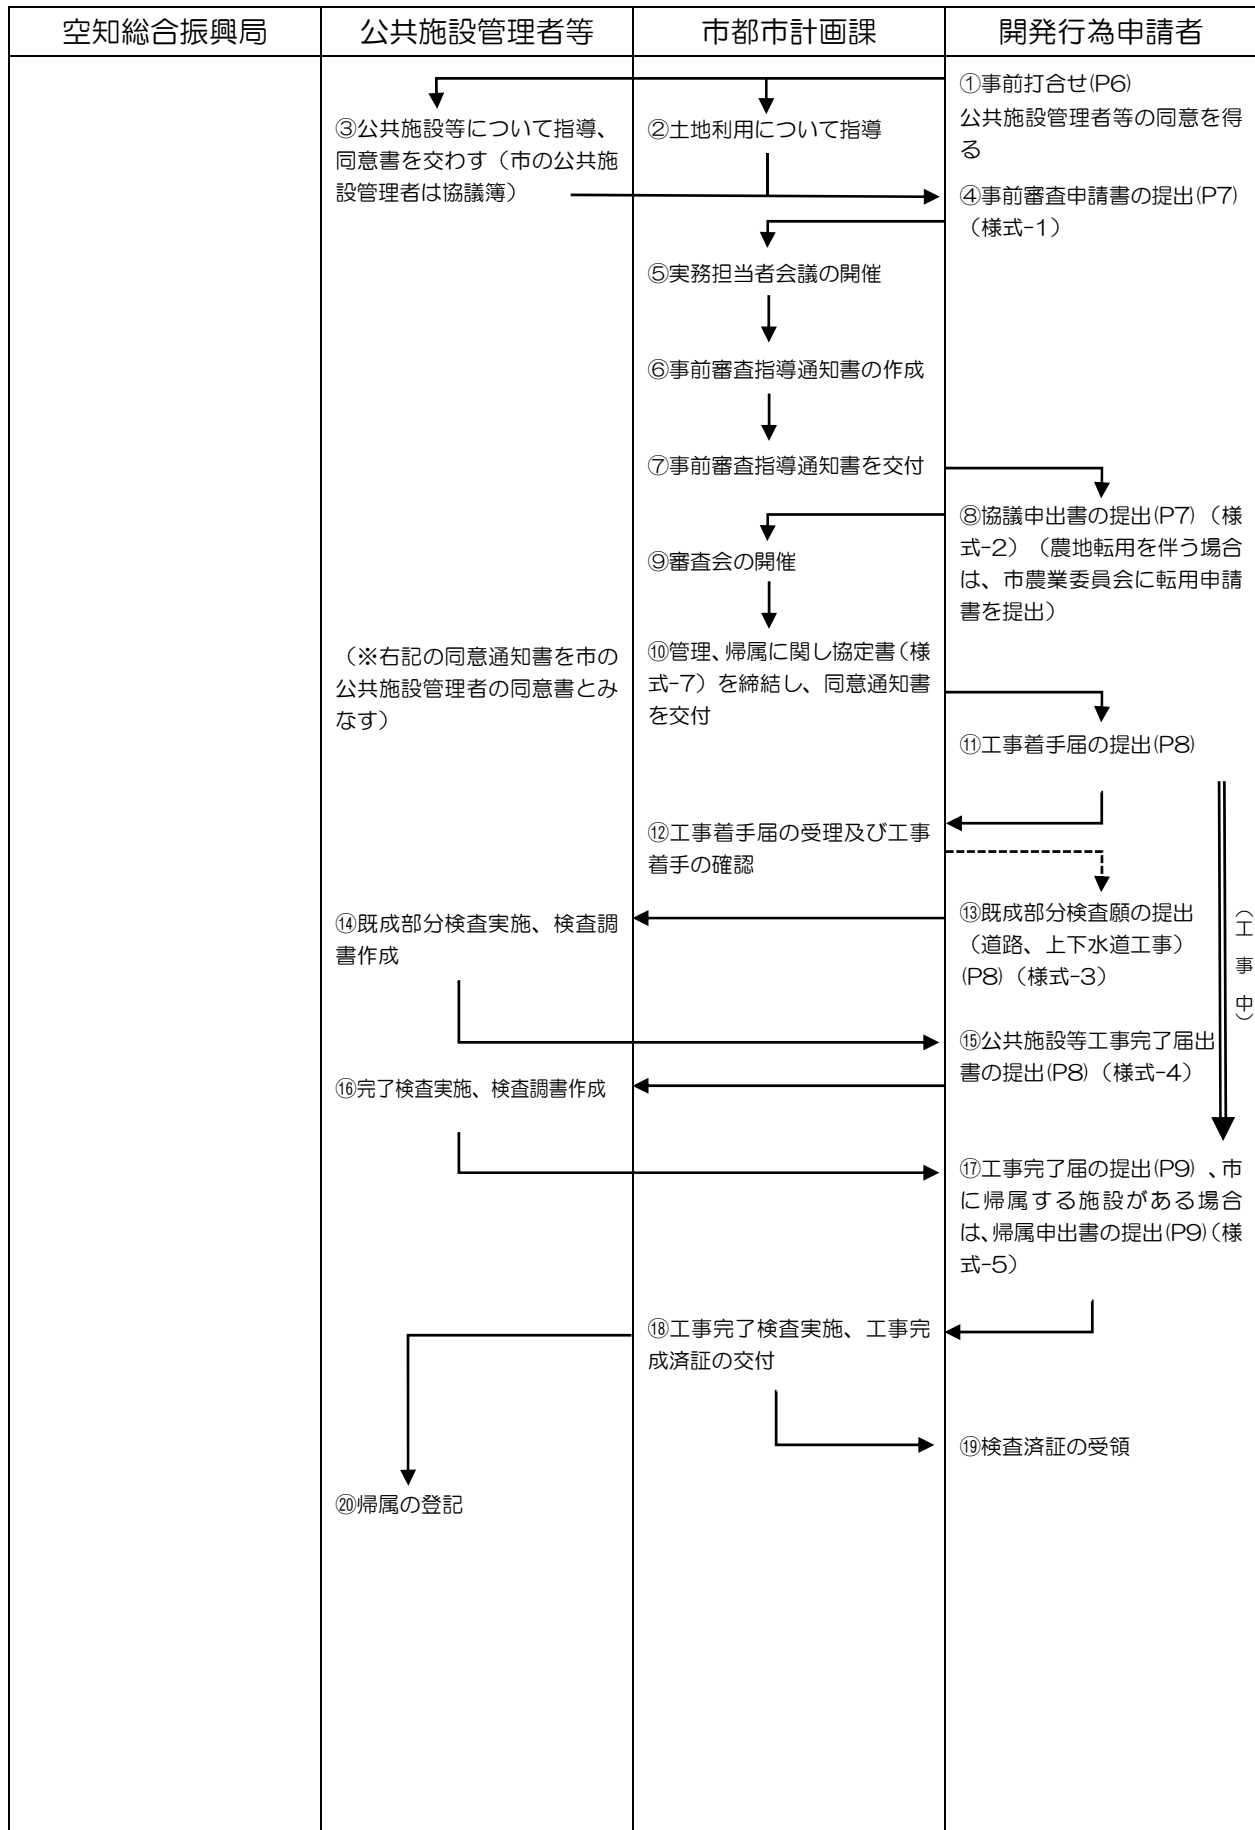 空知総合振興局
公共施設管理者等
市都市計画課
開発行為申請者
①事前打合せ(P6)
公共施設管理者等の同意を得
る
③公共施設等について指導、
同意書を交わす（市の公共施
設管理者は協議簿）
②土地利用について指導
④事前審査申請書の提出(P7)
（様式-1）
⑤実務担当者会議の開催
⑥事前審査指導通知書の作成
⑦事前審査指導通知書を交付
⑧協議申出書の提出(P7)（様
式-2）（農地転用を伴う場合
は、市農業委員会に転用申請
書を提出）
⑨審査会の開催
（※右記の同意通知書を市の
公共施設管理者の同意書とみ
なす）
⑩管理、帰属に関し協定書（様
式-7）を締結し、同意通知書
を交付
⑪工事着手届の提出(P8)
⑫工事着手届の受理及び工事
着手の確認
⑬既成部分検査願の提出
（道路、上下水道工事）
(P8)（様式-3）
（工事中）
⑭既成部分検査実施、検査調
書作成
⑮公共施設等工事完了届出
書の提出(P8)（様式-4）
⑯完了検査実施、検査調書作成
⑰工事完了届の提出(P9)、市
に帰属する施設がある場合
は、帰属申出書の提出(P9)（様
式-5）
⑱工事完了検査実施、工事完
成済証の交付
⑲検査済証の受領
⑳帰属の登記